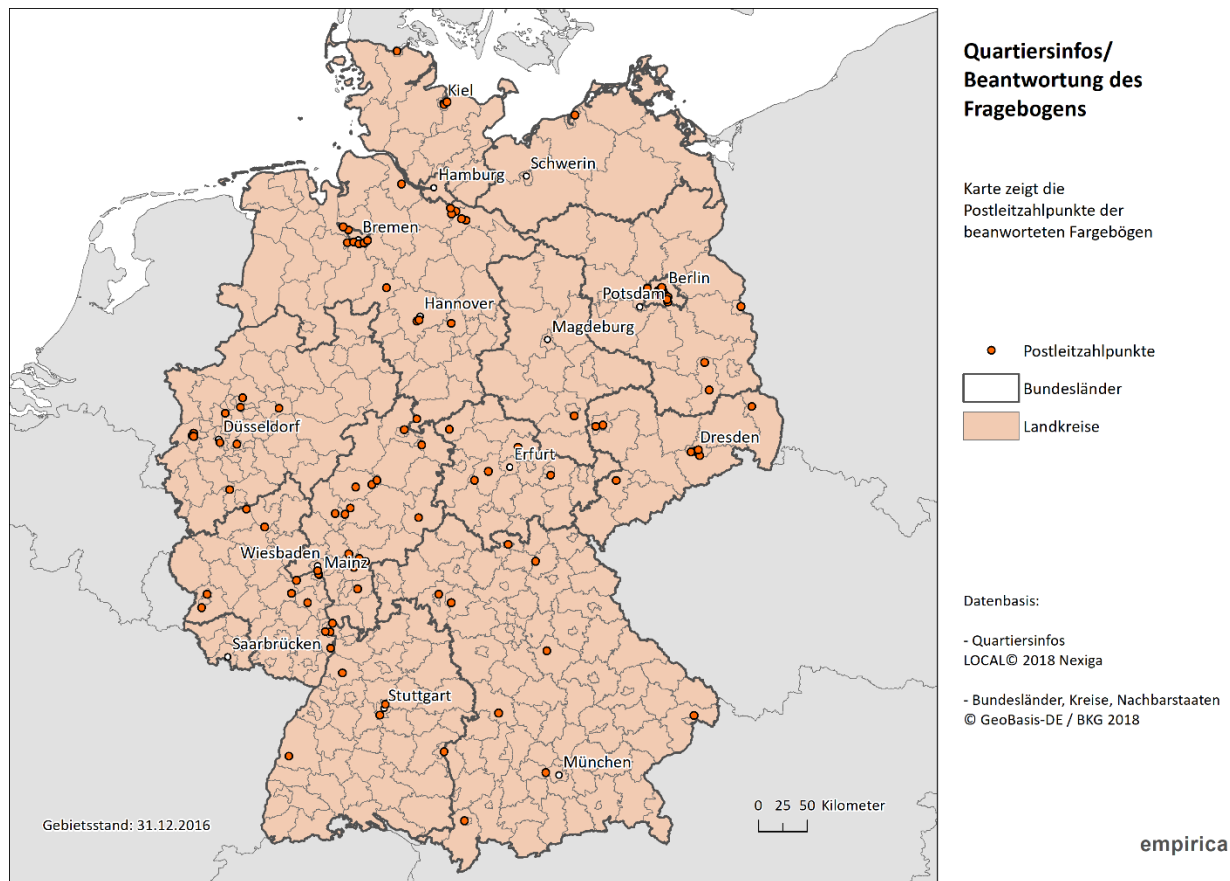 Quartiersinfos/
Beantwortung des
Fragebogens
Karte zeigt die
Postleitzahlpunkte der
beanworteten Fargebögen
Postleitzahlpunkte
Bundesländer
Landkreise
Datenbasis:
- Quartiersinfos
LOCAL© 2018 Nexiga
- Bundesländer, Kreise, Nachbarstaaten
© GeoBasis-DE / BKG 2018
empirica
Kiel
Schwerin
Hamburg
Bremen
Berlin
Potsdam
Hannover
Magdeburg
Düsseldorf
Dresden
Erfurt
Wiesbaden
Mainz
Saarbrücken
Stuttgart
München
0 25 50 Kilometer
Gebietsstand: 31.12.2016